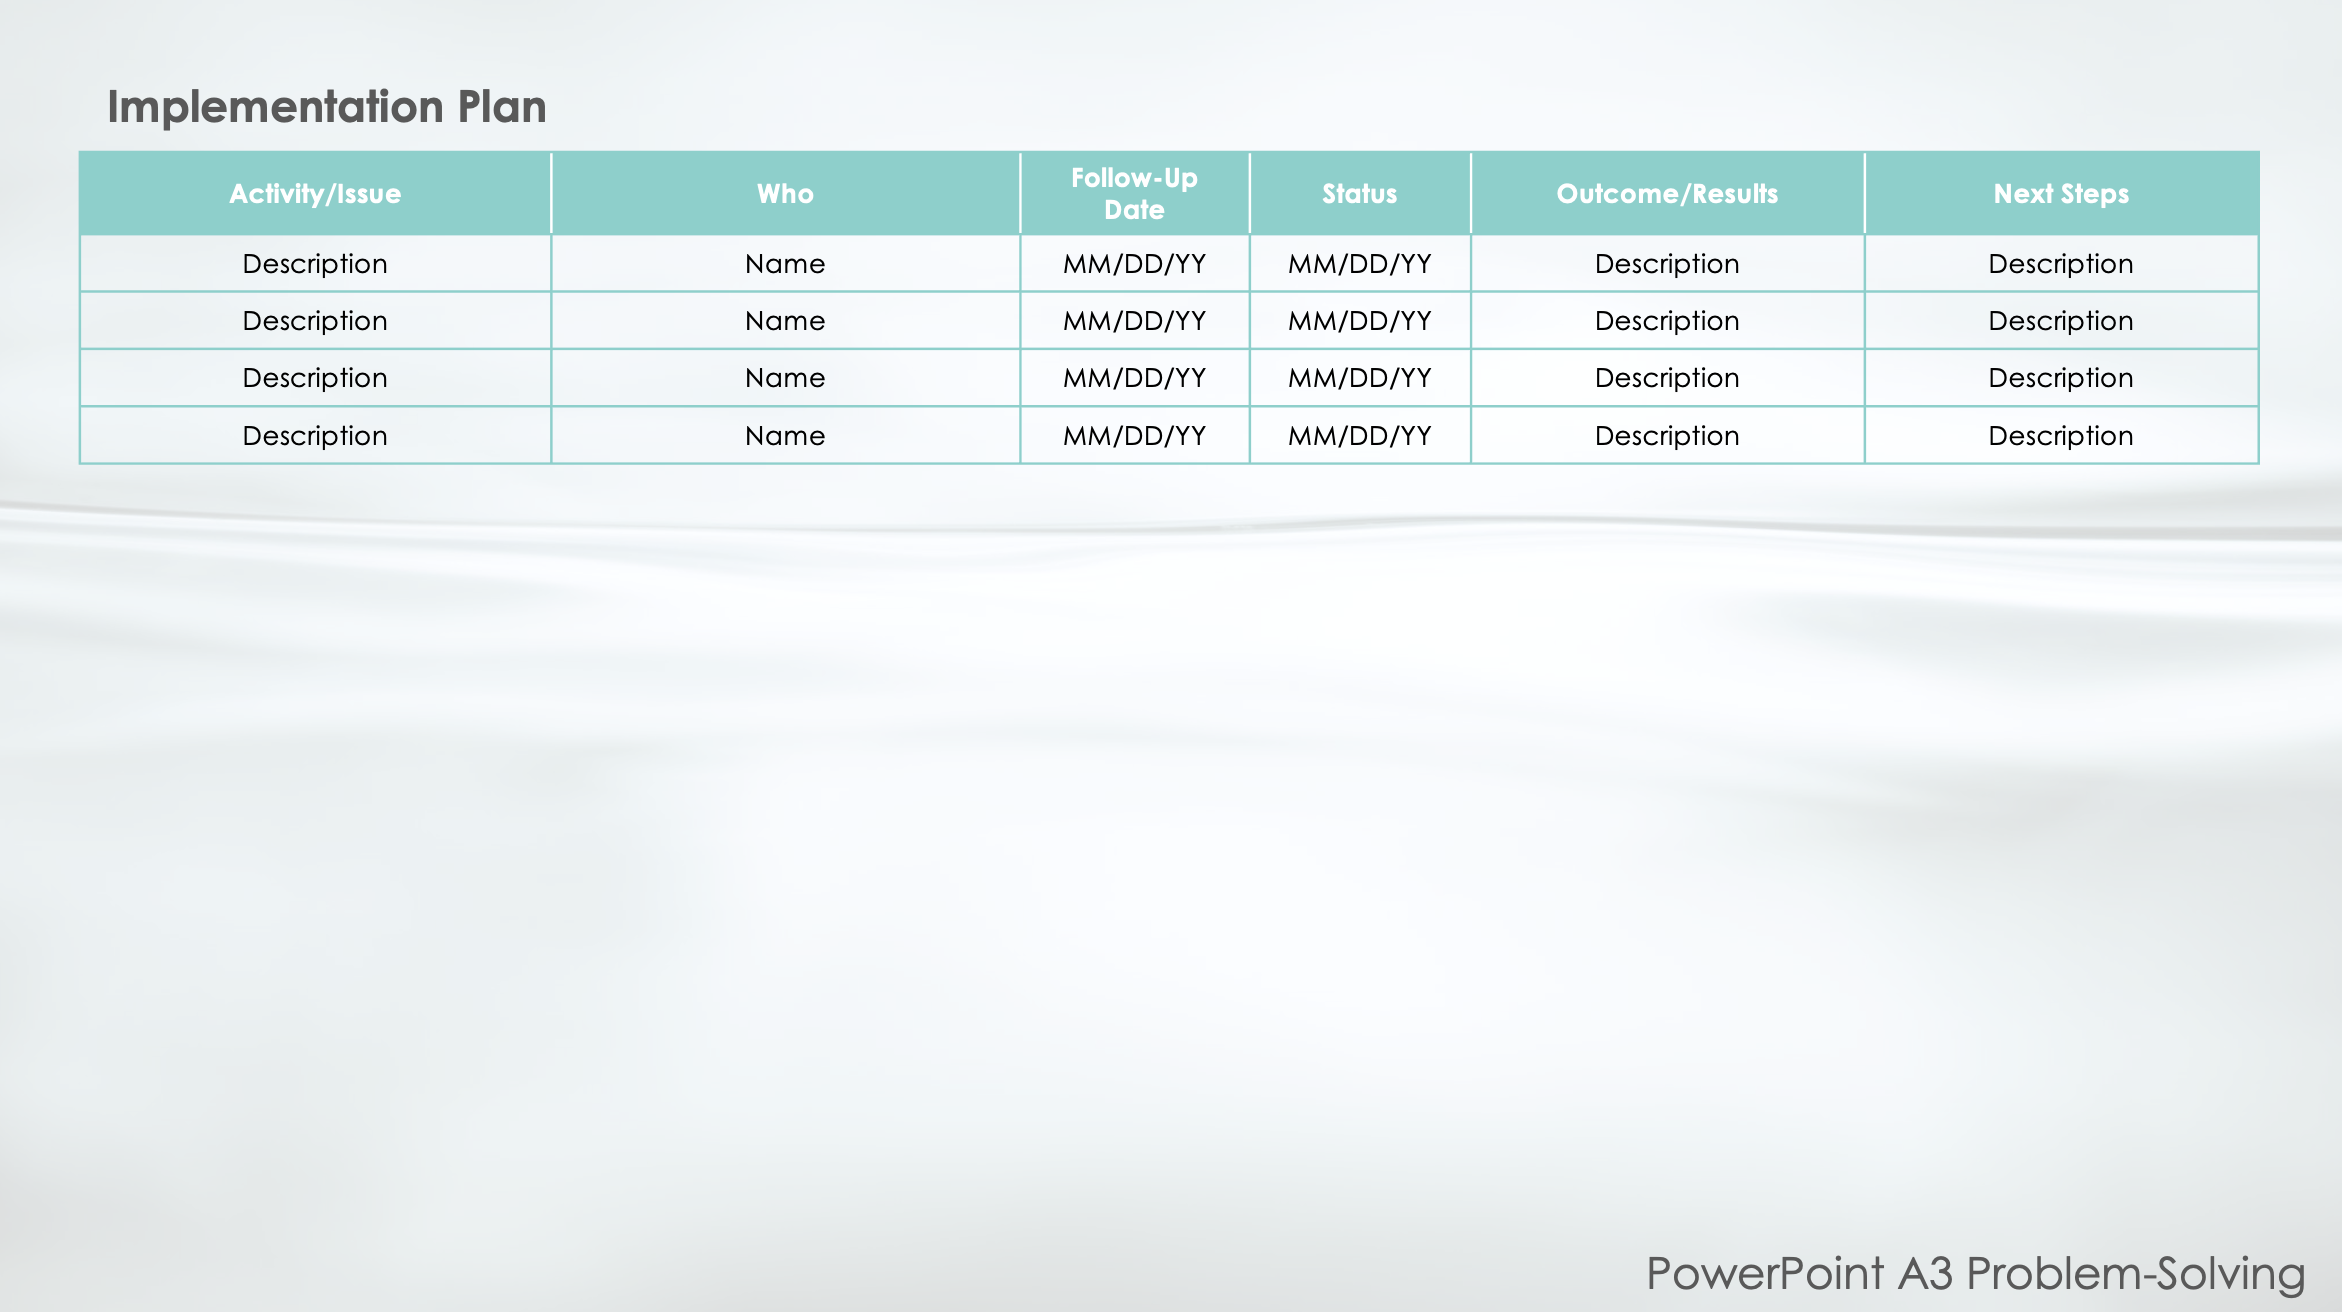 Implementation Plan
Activity/Issue Who Follow-Up Date Status Outcome/Results Next Steps
Description Name MM/DD/YY MM/DD/YY Description Description
Description Name MM/DD/YY MM/DD/YY Description Description
Description Name MM/DD/YY MM/DD/YY Description Description
Description Name MM/DD/YY MM/DD/YY Description Description
PowerPoint A3 Problem-Solving